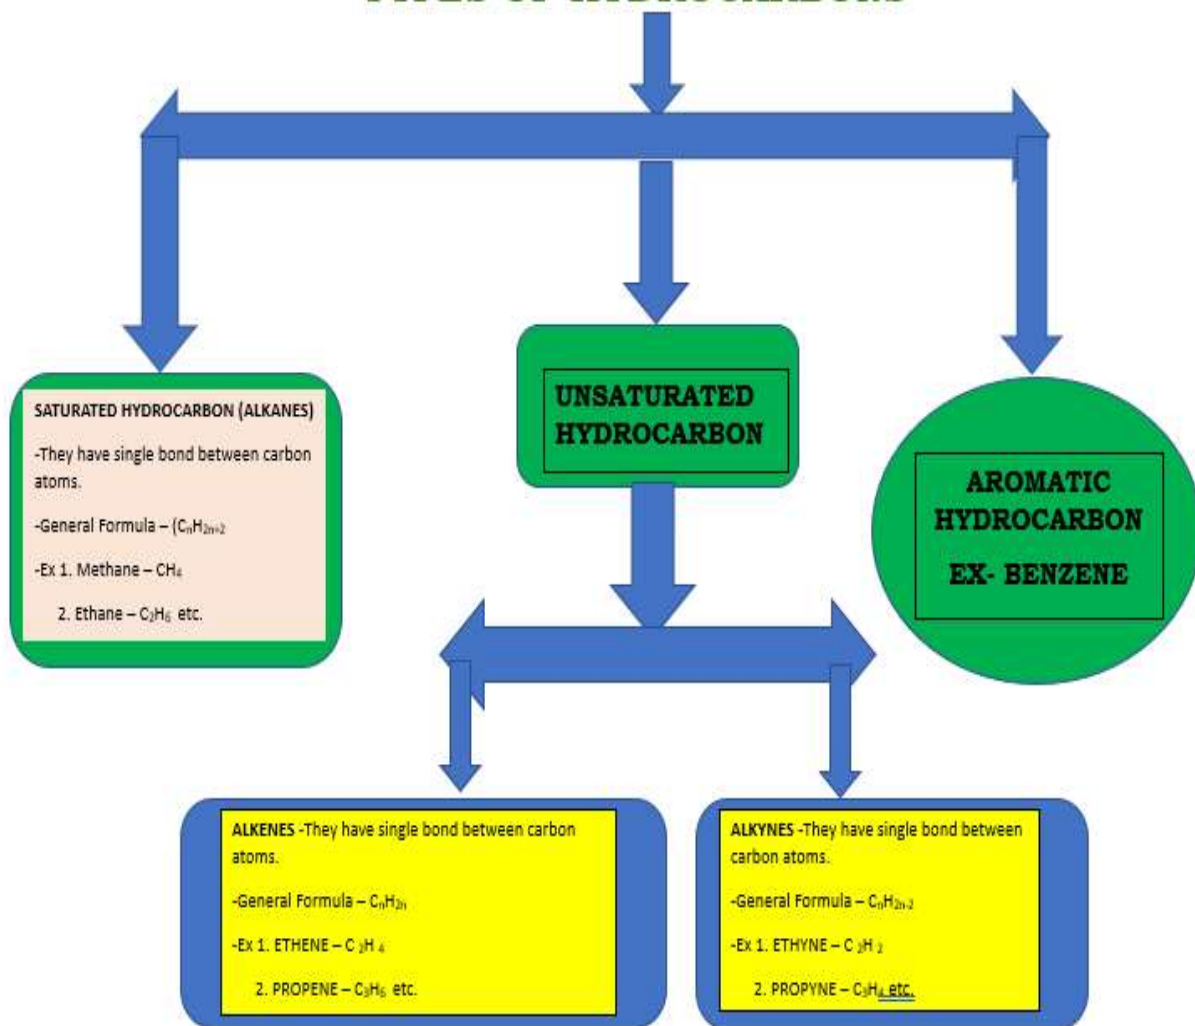 TYPES OF HYDROCARBONS
SATURATED HYDROCARBON (ALKANES)
-They have single bond between carbon
atoms.
-General Formula – (CₙH₂ₙ₊₂
-Ex 1. Methane – CH₄
2. Ethane – C₂H₆ etc.
UNSATURATED
HYDROCARBON
AROMATIC
HYDROCARBON
EX- BENZENE
ALKENES -They have single bond between carbon
atoms.
-General Formula – CₙH₂ₙ
-Ex 1. ETHENE – C ₂H ₄
2. PROPENE – C₃H₆ etc.
ALKYNES -They have single bond between
carbon atoms.
-General Formula – CₙH₂ₙ₋₂
-Ex 1. ETHYNE – C ₂H ₂
2. PROPYNE – C₃H₄ etc.